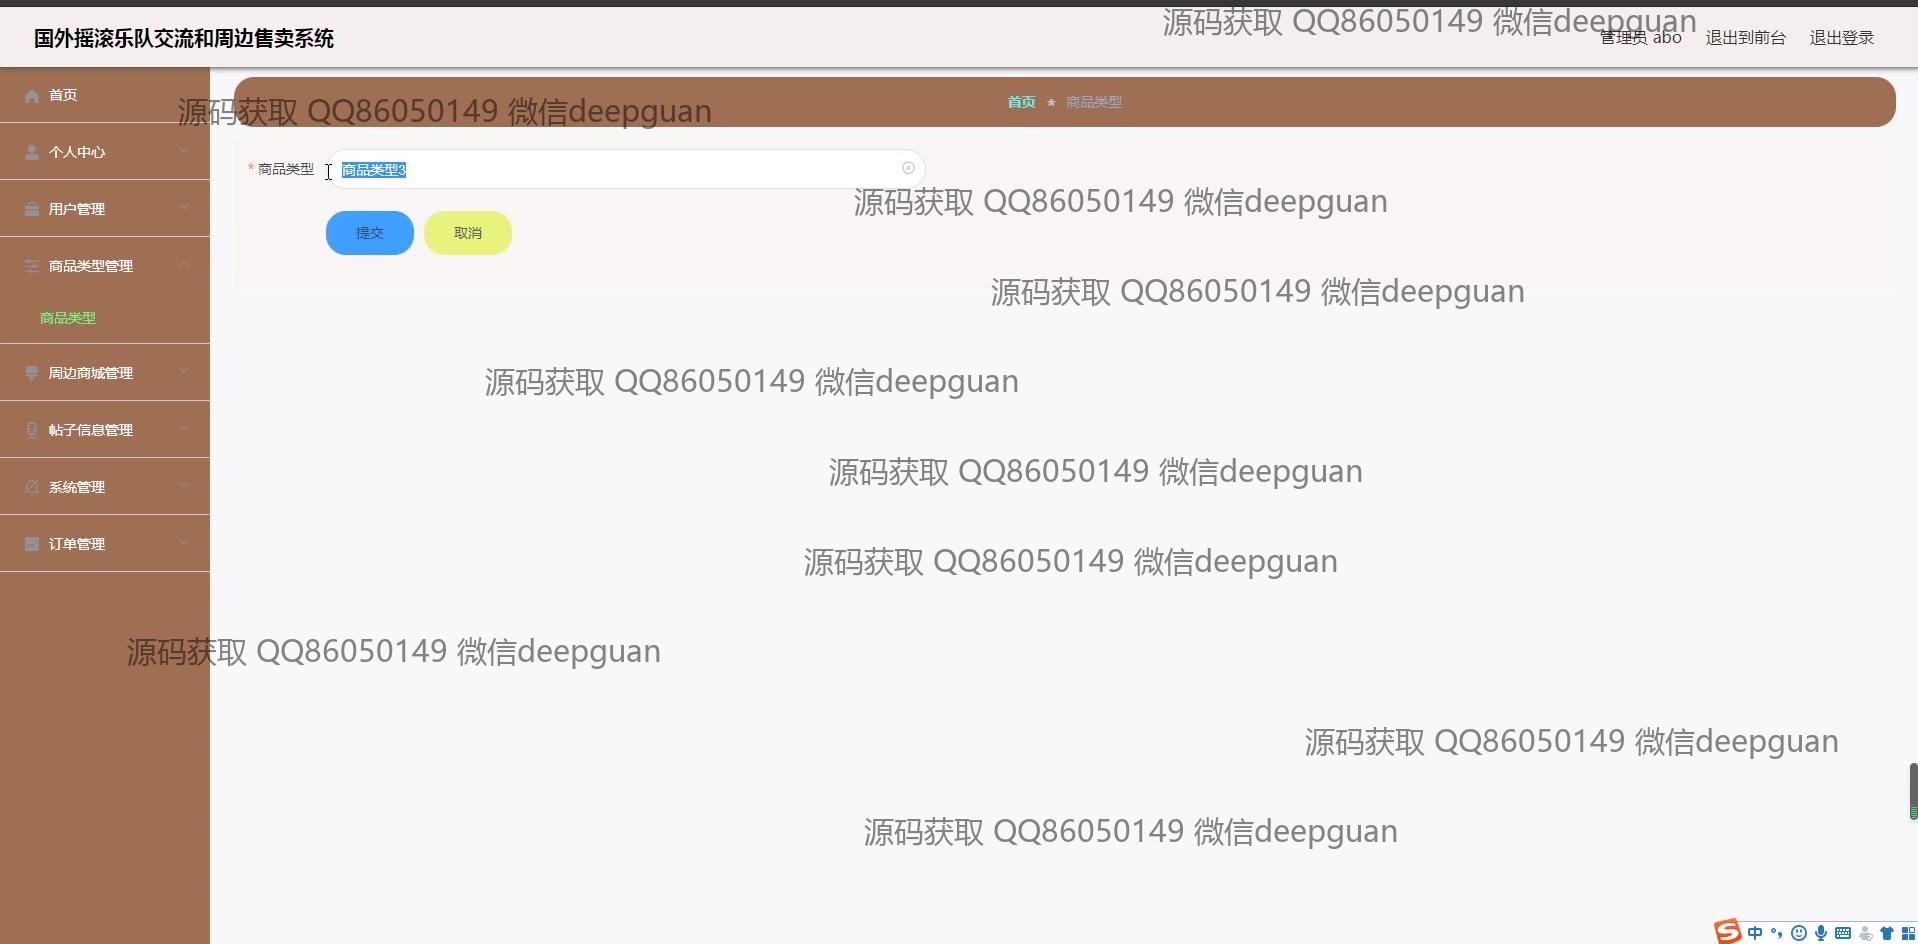 国外摇滚乐队交流和周边售卖系统
源码获取 QQ86050149 微信deepguan
管理员 abo 退出到前台 退出登录
首页
源码获取 QQ86050149 微信deepguan
首页 ★ 商品类型
个人中心
* 商品类型 商品类型3
源码获取 QQ86050149 微信deepguan
用户管理
提交 取消
商品类型管理
源码获取 QQ86050149 微信deepguan
商品类型
周边商城管理
源码获取 QQ86050149 微信deepguan
帖子信息管理
源码获取 QQ86050149 微信deepguan
系统管理
订单管理
源码获取 QQ86050149 微信deepguan
源码获取 QQ86050149 微信deepguan
源码获取 QQ86050149 微信deepguan
源码获取 QQ86050149 微信deepguan
S 中